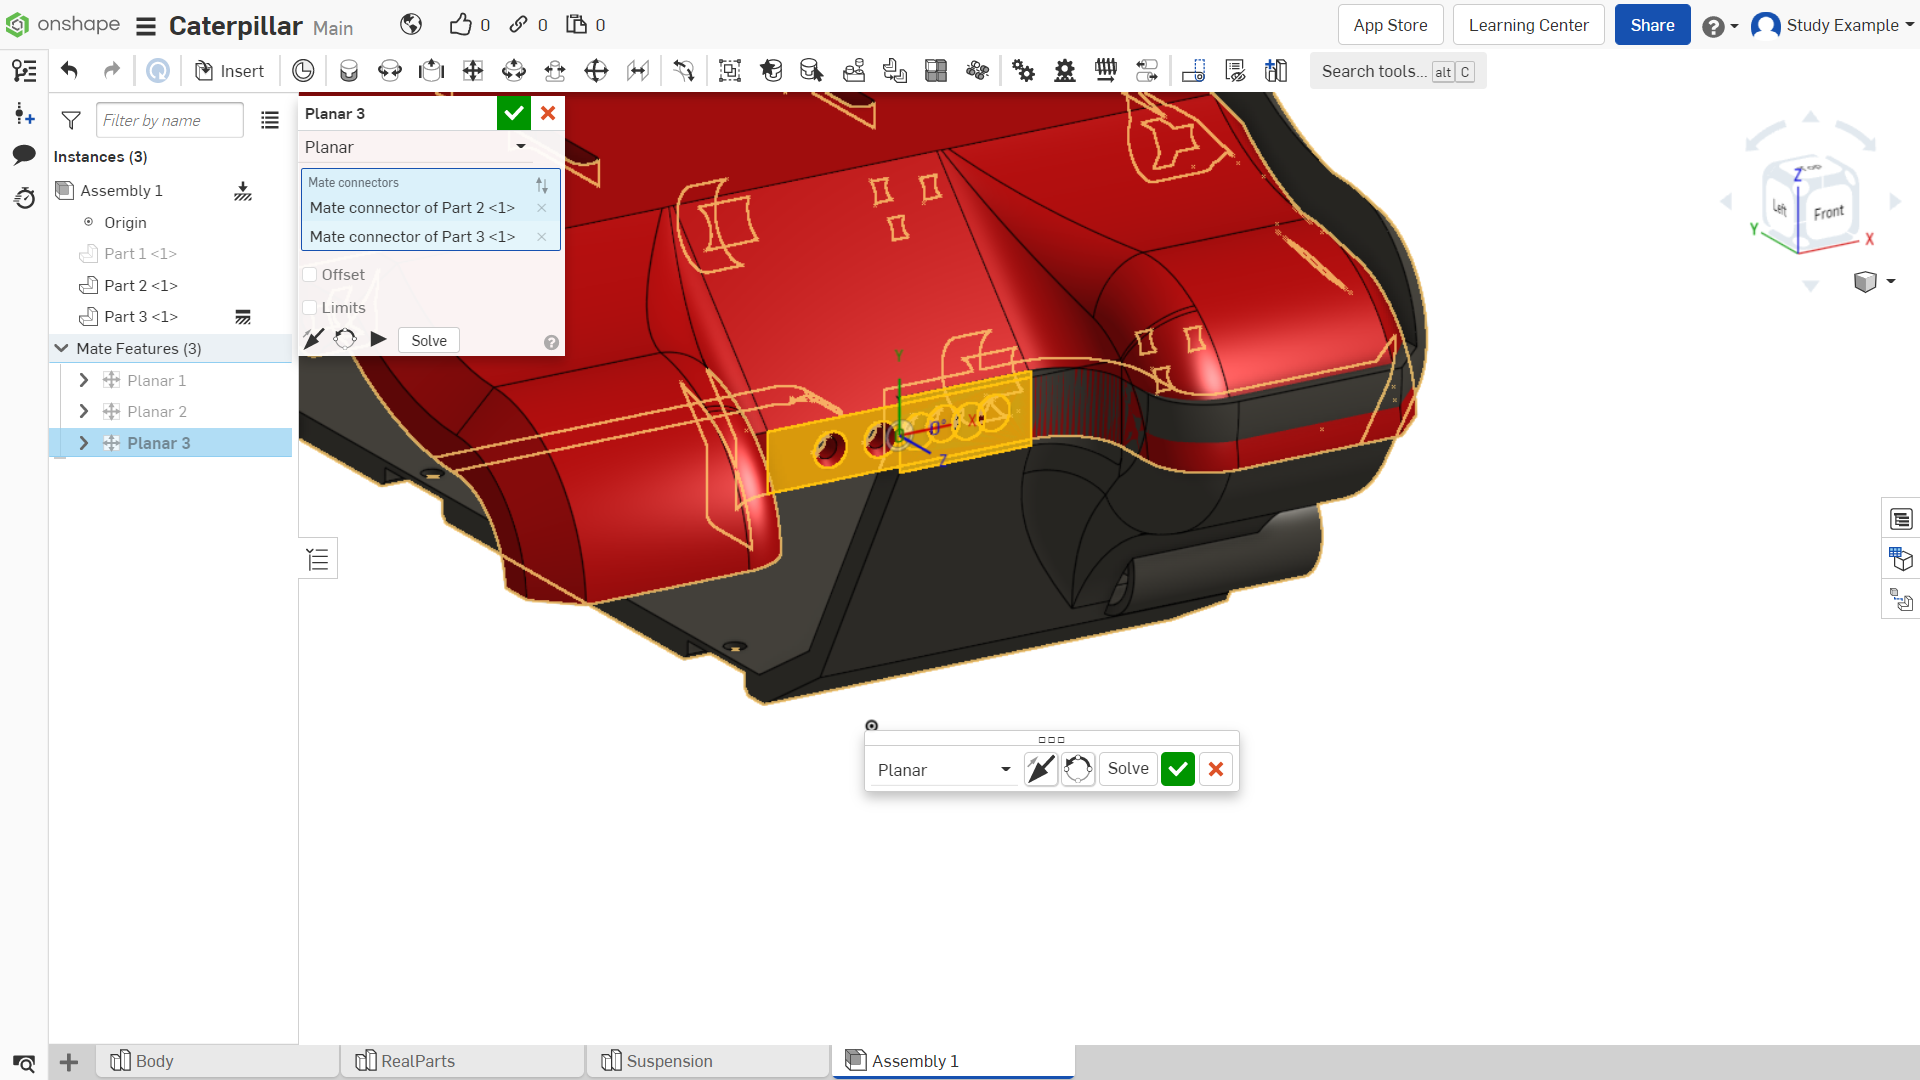 onshape
Caterpillar Main
0
0
0
App Store
Learning Center
Share
Study Example
Insert
Search tools... alt C
Filter by name
Instances (3)
Assembly 1
Origin
Part 1 <1>
Part 2 <1>
Part 3 <1>
Mate Features (3)
Planar 1
Planar 2
Planar 3
Planar 3
Planar
Mate connectors
Mate connector of Part 2 <1>
Mate connector of Part 3 <1>
Offset
Limits
Solve
Y
X
Z
Top
Left
Front
Z
Y
X
Planar
Solve
Body
RealParts
Suspension
Assembly 1